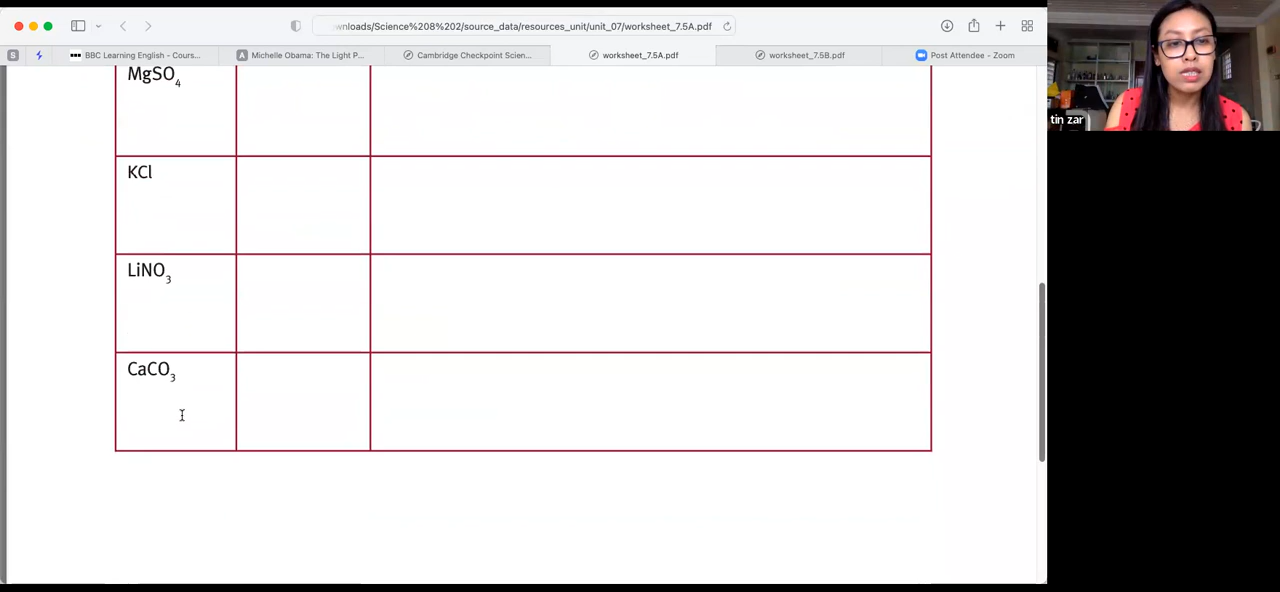 wnloads/Science%208%202/source_data/resources_unit/unit_07/worksheet_7.5A.pdf
S
BBC Learning English - Cours...
A Michelle Obama: The Light P...
Cambridge Checkpoint Scien...
worksheet_7.5A.pdf
worksheet_7.5B.pdf
Post Attendee - Zoom
tin zar
MgSO₄
KCl
LiNO₃
CaCO₃